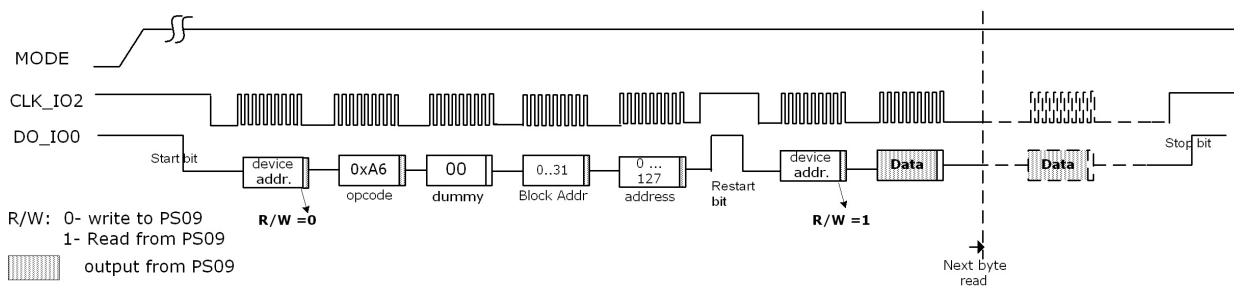 MODE
CLK_IO2
DO_IO0
Start bit
device
addr.
0xA6
opcode
00
dummy
0..31
Block Addr
0 ...
127
address
Restart
bit
device
addr.
Data
Data
Stop bit
R/W =0
R/W =1
R/W: 0- write to PS09
1- Read from PS09
output from PS09
Next byte
read